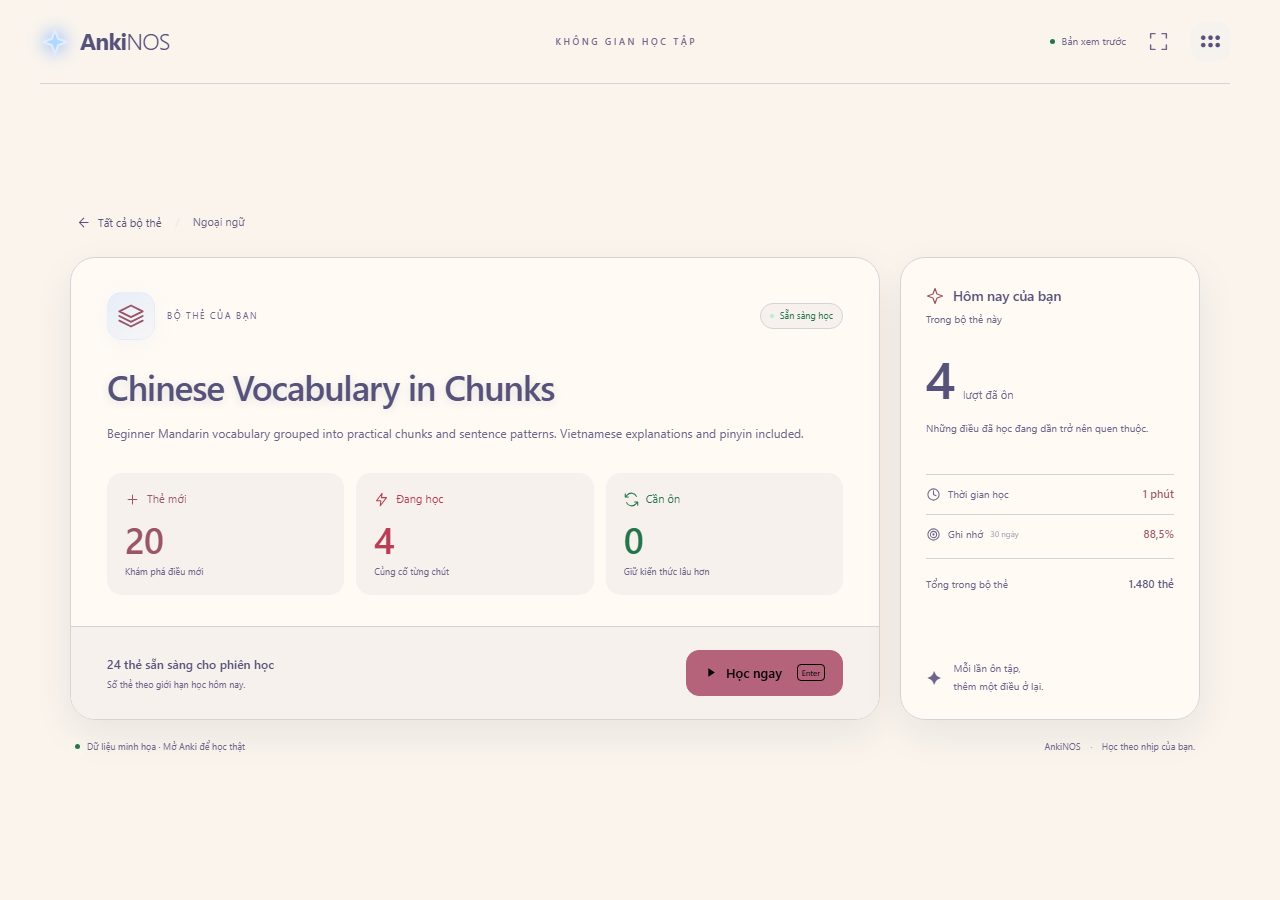 AnkiNOS
KHÔNG GIAN HỌC TẬP
Bản xem trước
Tất cả bộ thẻ / Ngoại ngữ
BỘ THẺ CỦA BẠN
Sẵn sàng học
Chinese Vocabulary in Chunks
Beginner Mandarin vocabulary grouped into practical chunks and sentence patterns. Vietnamese explanations and pinyin included.
Thẻ mới
20
Khám phá điều mới
Đang học
4
Củng cố từng chút
Cần ôn
0
Giữ kiến thức lâu hơn
24 thẻ sẵn sàng cho phiên học
Số thẻ theo giới hạn học hôm nay.
Học ngay Enter
Hôm nay của bạn
Trong bộ thẻ này
4 lượt đã ôn
Những điều đã học đang dần trở nên quen thuộc.
Thời gian học 1 phút
Ghi nhớ 30 ngày 88,5%
Tổng trong bộ thẻ 1.480 thẻ
Mỗi lần ôn tập,
thêm một điều ở lại.
Dữ liệu minh họa · Mở Anki để học thật
AnkiNOS · Học theo nhịp của bạn.